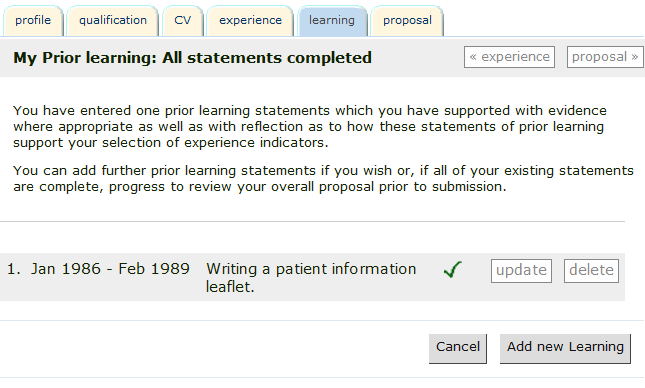 profile qualification CV experience learning proposal
My Prior learning: All statements completed « experience proposal »
You have entered one prior learning statements which you have supported with evidence
where appropriate as well as with reflection as to how these statements of prior learning
support your selection of experience indicators.
You can add further prior learning statements if you wish or, if all of your existing statements
are complete, progress to review your overall proposal prior to submission.
1. Jan 1986 - Feb 1989 Writing a patient information update delete
leaflet.
Cancel Add new Learning